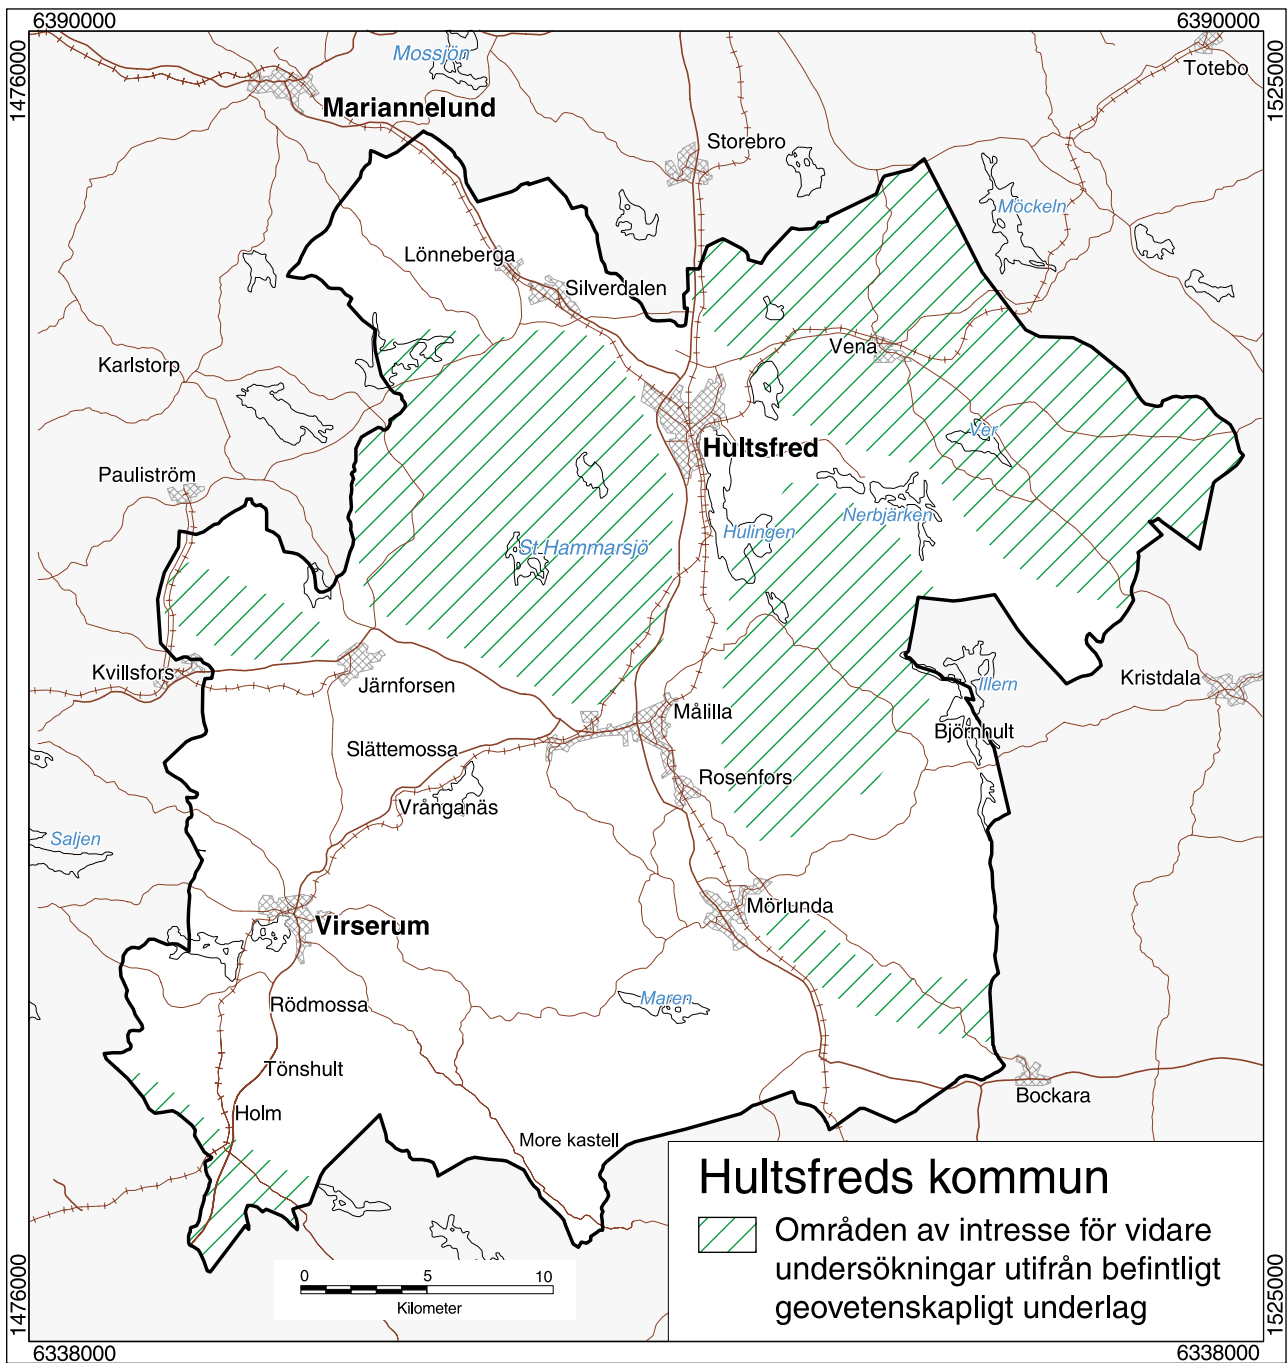 6390000
6390000
1476000
1525000
Mossjön
Totebo
Mariannelund
Storebro
Möckeln
Lönneberga
Silverdalen
Vena
Karlstorp
Ver
Hultsfred
Pauliström
Nerbjärken
Hulingen
St Hammarsjö
Kvillsfors
Järnforsen
Illern
Kristdala
Målilla
Björnhult
Slättemossa
Rosenfors
Vrånganäs
Saljen
Mörlunda
Virserum
Maren
Rödmossa
Tönshult
Bockara
Holm
More kastell
Hultsfreds kommun
Områden av intresse för vidare
undersökningar utifrån befintligt
geovetenskapligt underlag
0 5 10
Kilometer
1476000
1525000
6338000
6338000